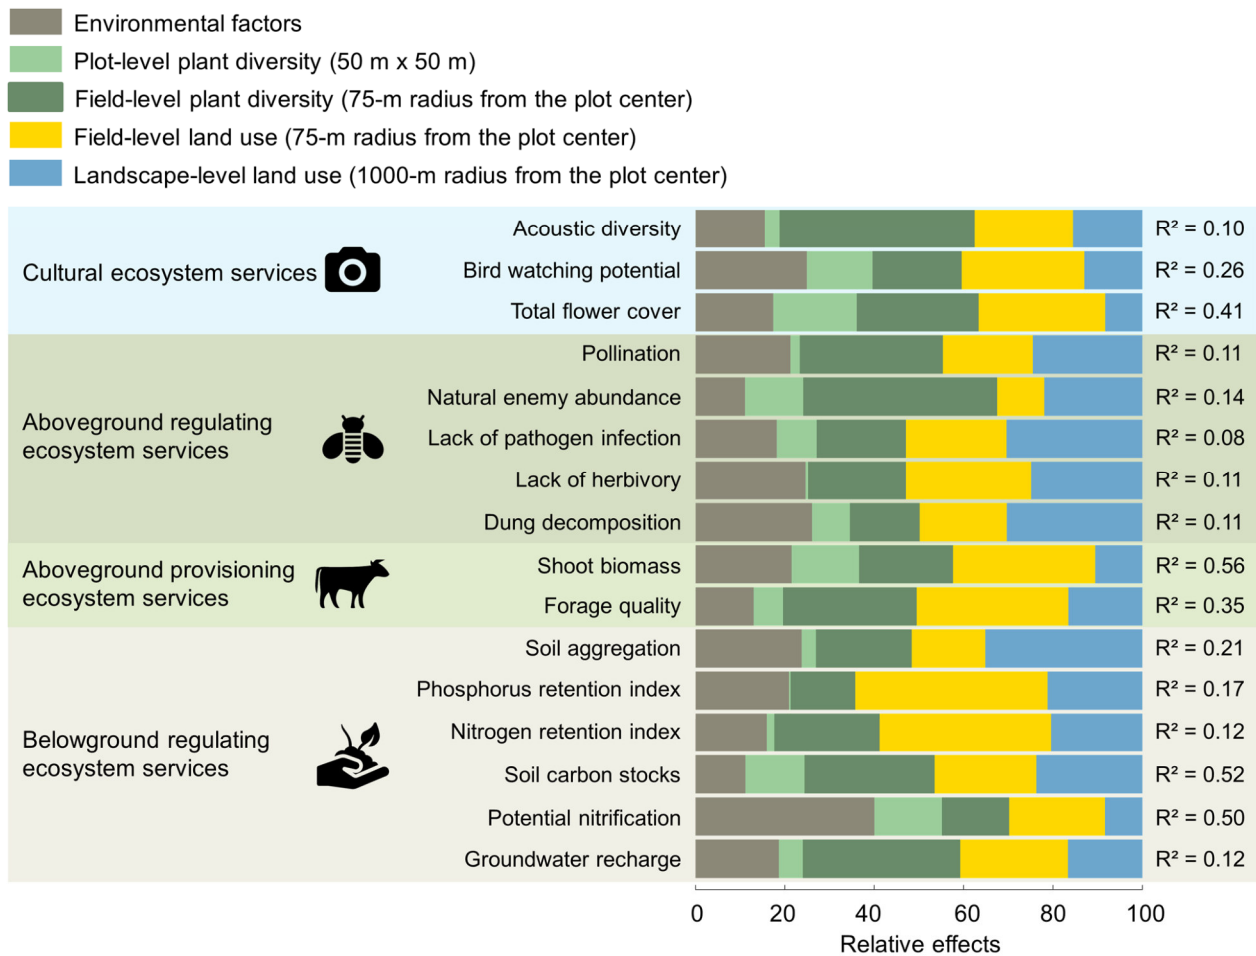 Environmental factors
Plot-level plant diversity (50 m x 50 m)
Field-level plant diversity (75-m radius from the plot center)
Field-level land use (75-m radius from the plot center)
Landscape-level land use (1000-m radius from the plot center)
Cultural ecosystem services
Acoustic diversity R² = 0.10
Bird watching potential R² = 0.26
Total flower cover R² = 0.41
Aboveground regulating
ecosystem services
Pollination R² = 0.11
Natural enemy abundance R² = 0.14
Lack of pathogen infection R² = 0.08
Lack of herbivory R² = 0.11
Dung decomposition R² = 0.11
Aboveground provisioning
ecosystem services
Shoot biomass R² = 0.56
Forage quality R² = 0.35
Belowground regulating
ecosystem services
Soil aggregation R² = 0.21
Phosphorus retention index R² = 0.17
Nitrogen retention index R² = 0.12
Soil carbon stocks R² = 0.52
Potential nitrification R² = 0.50
Groundwater recharge R² = 0.12
0 20 40 60 80 100
Relative effects